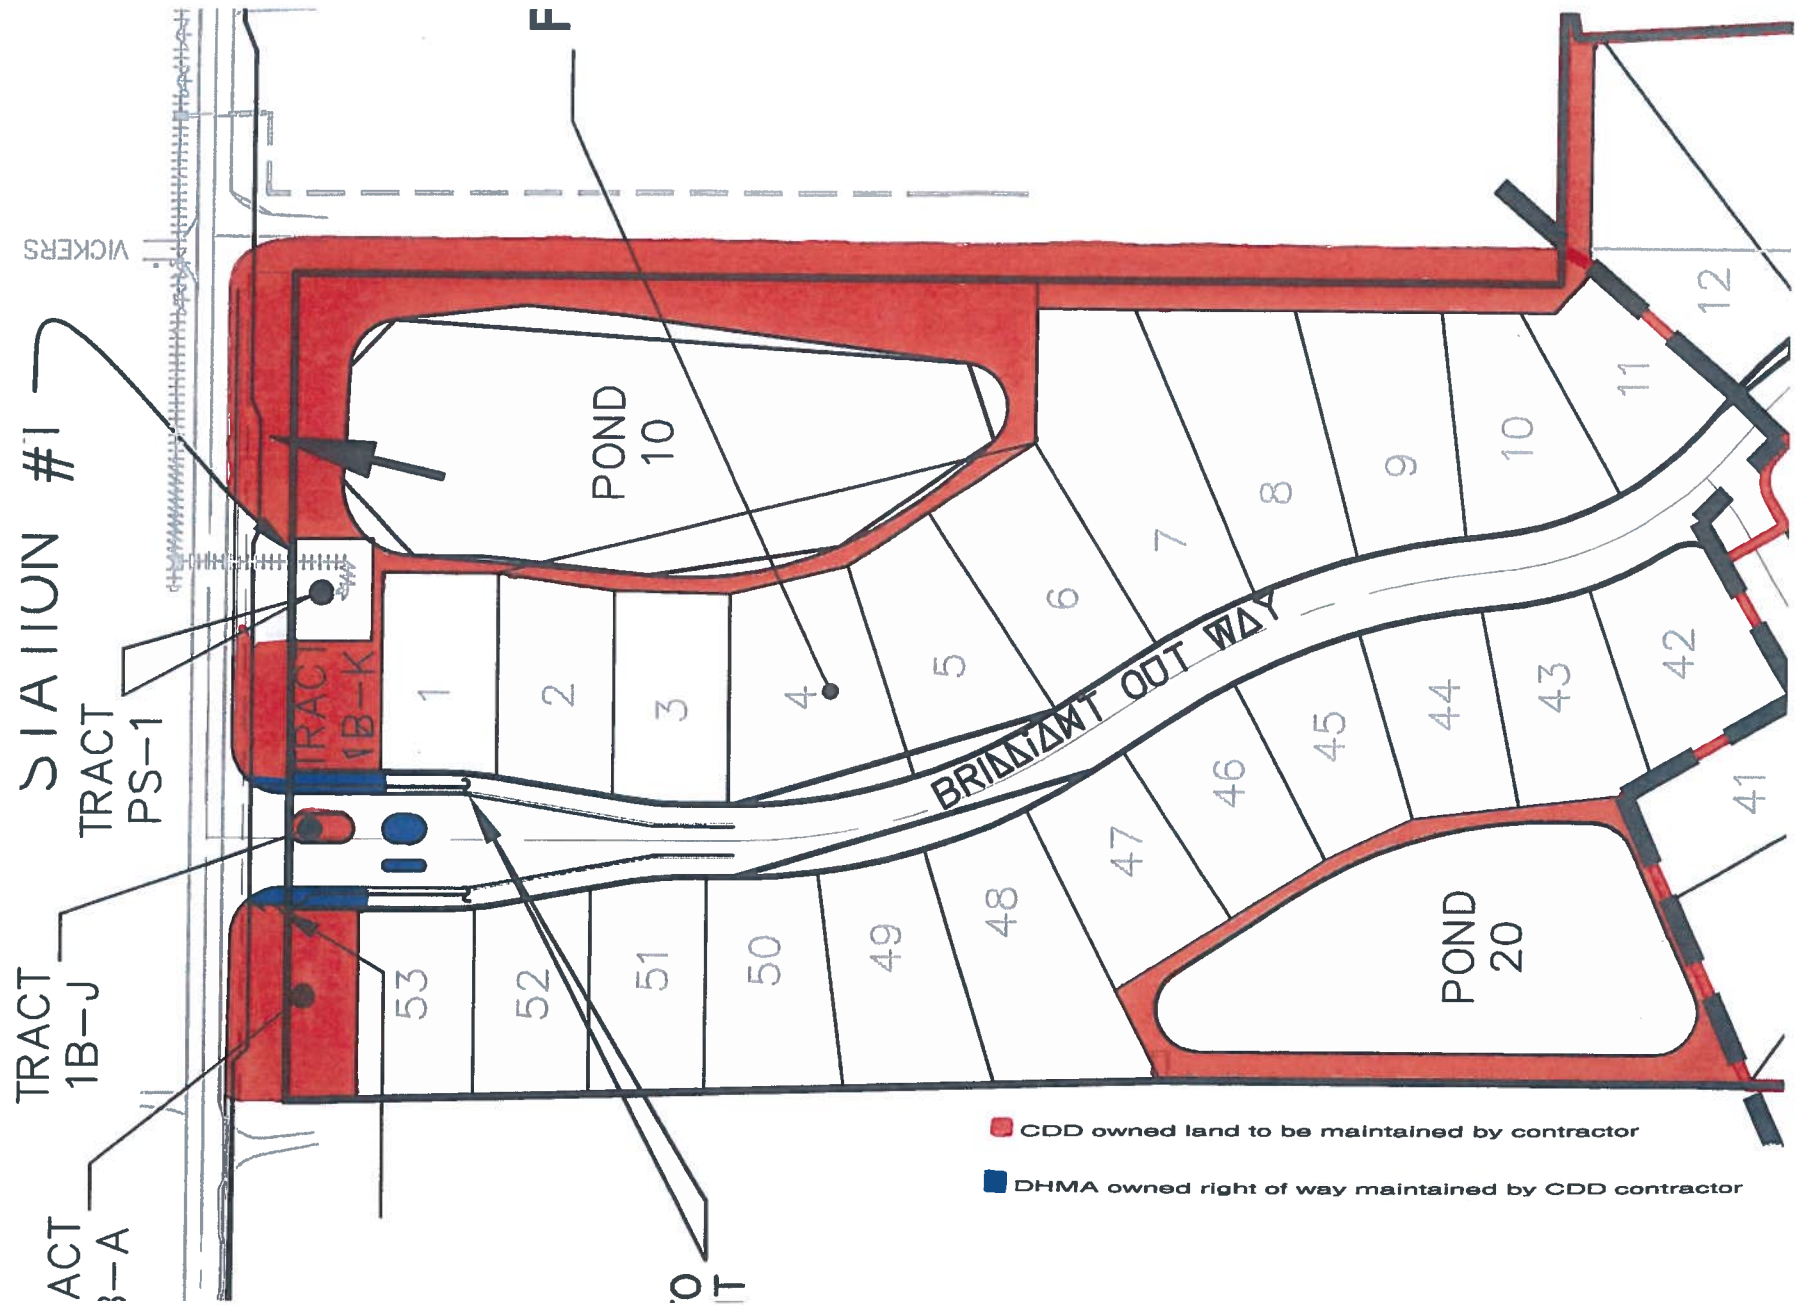 F
VICKERS
STATION #1
TRACT
PS-1
TRACT
1B-J
TRACT
1B-K
ACT
-A
POND
10
POND
20
BRILLIANT CUT WAY
1
2
3
4
5
6
7
8
9
10
11
12
41
42
43
44
45
46
47
48
49
50
51
52
53
CDD owned land to be maintained by contractor
DHMA owned right of way maintained by CDD contractor